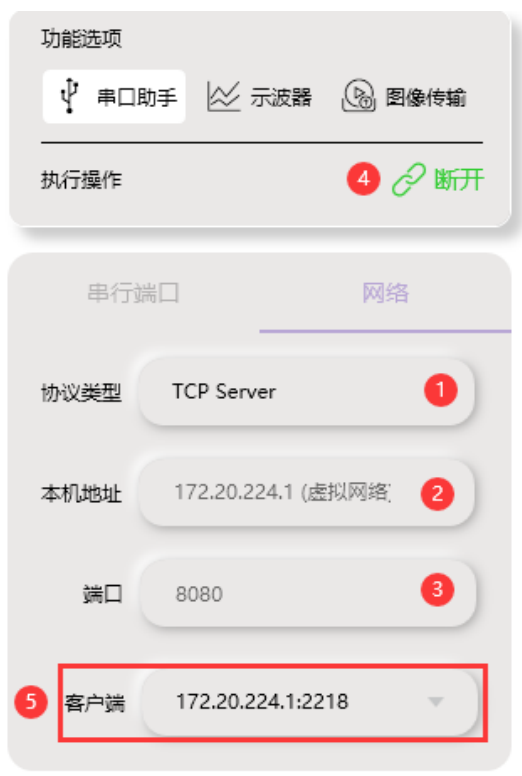 功能选项
串口助手 示波器 图像传输
执行操作 4 断开
串行端口 网络
协议类型 TCP Server 1
本机地址 172.20.224.1 (虚拟网络 2
端口 8080 3
5 客户端 172.20.224.1:2218